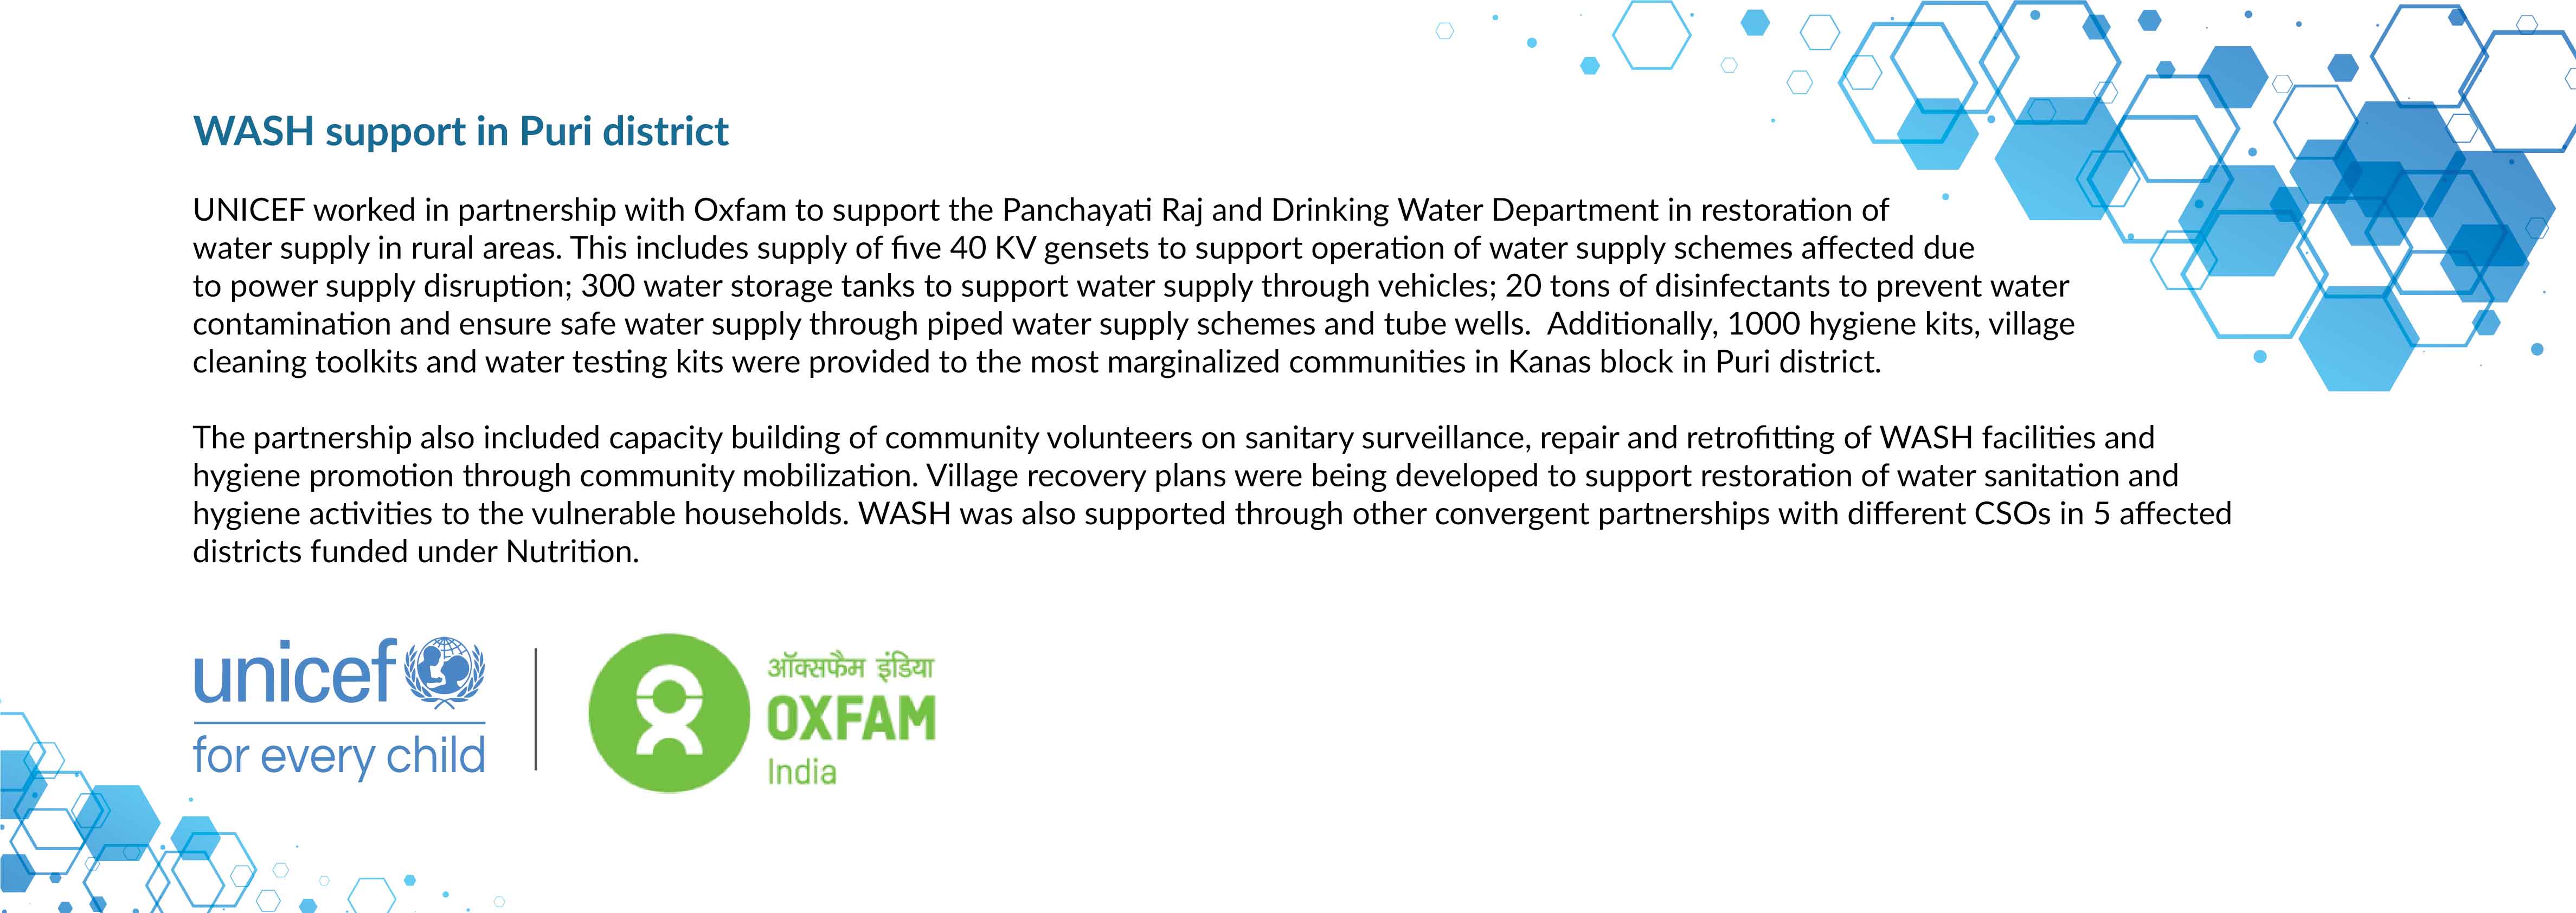 WASH support in Puri district
UNICEF worked in partnership with Oxfam to support the Panchayati Raj and Drinking Water Department in restoration of
water supply in rural areas. This includes supply of five 40 KV gensets to support operation of water supply schemes affected due
to power supply disruption; 300 water storage tanks to support water supply through vehicles; 20 tons of disinfectants to prevent water
contamination and ensure safe water supply through piped water supply schemes and tube wells.  Additionally, 1000 hygiene kits, village
cleaning toolkits and water testing kits were provided to the most marginalized communities in Kanas block in Puri district.
The partnership also included capacity building of community volunteers on sanitary surveillance, repair and retrofitting of WASH facilities and
hygiene promotion through community mobilization. Village recovery plans were being developed to support restoration of water sanitation and
hygiene activities to the vulnerable households. WASH was also supported through other convergent partnerships with different CSOs in 5 affected
districts funded under Nutrition.
unicef
for every child
ऑक्सफैम इंडिया
OXFAM
India